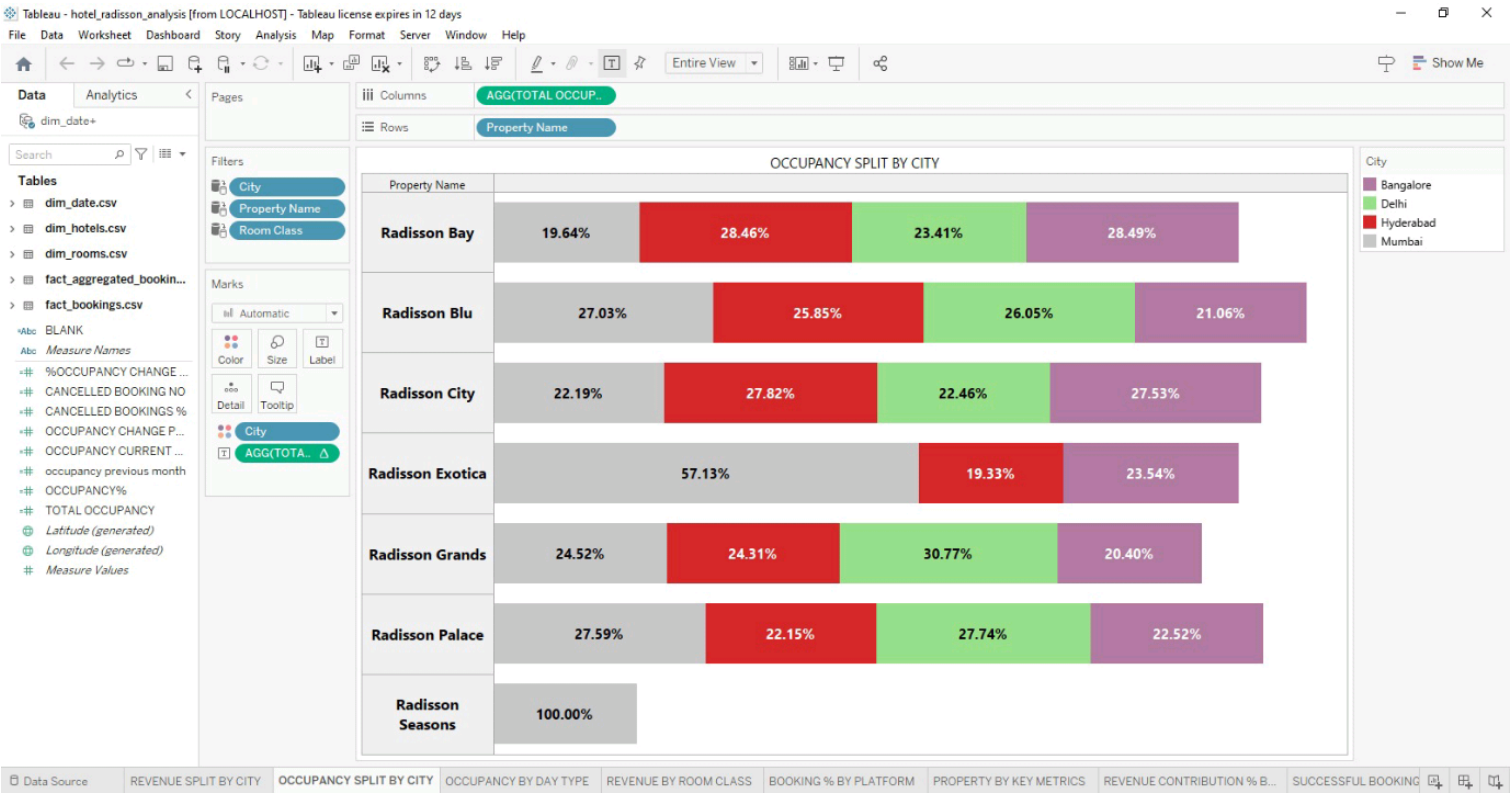 Tableau - hotel_radisson_analysis [from LOCALHOST] - Tableau license expires in 12 days
File Data Worksheet Dashboard Story Analysis Map Format Server Window Help
Entire View
Show Me
Data Analytics
dim_date+
Search
Tables
dim_date.csv
dim_hotels.csv
dim_rooms.csv
fact_aggregated_bookin...
fact_bookings.csv
Abc BLANK
Abc Measure Names
%OCCUPANCY CHANGE ...
CANCELLED BOOKING NO
CANCELLED BOOKINGS %
OCCUPANCY CHANGE P...
OCCUPANCY CURRENT ...
occupancy previous month
OCCUPANCY%
TOTAL OCCUPANCY
Latitude (generated)
Longitude (generated)
Measure Values
Pages
Filters
City
Property Name
Room Class
Marks
Automatic
Color Size Label
Detail Tooltip
City
AGG(TOTA..
Columns AGG(TOTAL OCCUP..
Rows Property Name
OCCUPANCY SPLIT BY CITY
Property Name
Radisson Bay 19.64% 28.46% 23.41% 28.49%
Radisson Blu 27.03% 25.85% 26.05% 21.06%
Radisson City 22.19% 27.82% 22.46% 27.53%
Radisson Exotica 57.13% 19.33% 23.54%
Radisson Grands 24.52% 24.31% 30.77% 20.40%
Radisson Palace 27.59% 22.15% 27.74% 22.52%
Radisson
Seasons
100.00%
City
Bangalore
Delhi
Hyderabad
Mumbai
Data Source REVENUE SPLIT BY CITY OCCUPANCY SPLIT BY CITY OCCUPANCY BY DAY TYPE REVENUE BY ROOM CLASS BOOKING % BY PLATFORM PROPERTY BY KEY METRICS REVENUE CONTRIBUTION % B... SUCCESSFUL BOOKING